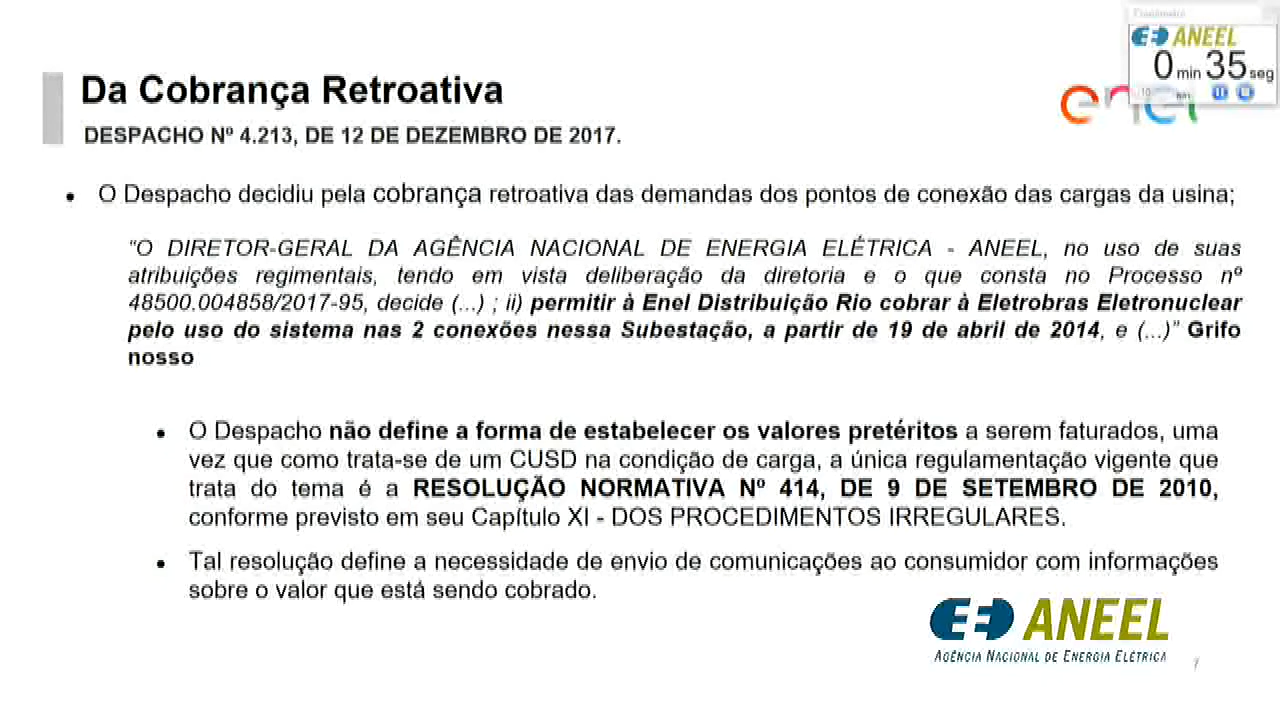 Cronômetro
ANEEL
0 min 35 seg
Da Cobrança Retroativa
enel
DESPACHO Nº 4.213, DE 12 DE DEZEMBRO DE 2017.
• O Despacho decidiu pela cobrança retroativa das demandas dos pontos de conexão das cargas da usina;
“O DIRETOR-GERAL DA AGÊNCIA NACIONAL DE ENERGIA ELÉTRICA - ANEEL, no uso de suas
atribuições regimentais, tendo em vista deliberação da diretoria e o que consta no Processo nº
48500.004858/2017-95, decide (...) ; ii) permitir à Enel Distribuição Rio cobrar à Eletrobras Eletronuclear
pelo uso do sistema nas 2 conexões nessa Subestação, a partir de 19 de abril de 2014, e (...)” Grifo
nosso
• O Despacho não define a forma de estabelecer os valores pretéritos a serem faturados, uma
vez que como trata-se de um CUSD na condição de carga, a única regulamentação vigente que
trata do tema é a RESOLUÇÃO NORMATIVA Nº 414, DE 9 DE SETEMBRO DE 2010,
conforme previsto em seu Capítulo XI - DOS PROCEDIMENTOS IRREGULARES.
• Tal resolução define a necessidade de envio de comunicações ao consumidor com informações
sobre o valor que está sendo cobrado.
ANEEL
AGÊNCIA NACIONAL DE ENERGIA ELÉTRICA
7